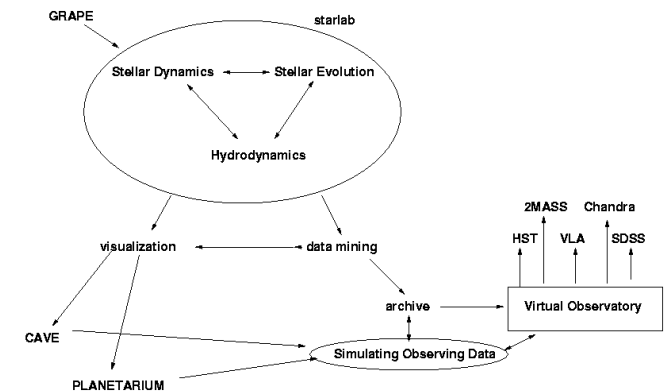 GRAPE
starlab
Stellar Dynamics
Stellar Evolution
Hydrodynamics
2MASS
Chandra
HST
VLA
SDSS
visualization
data mining
archive
Virtual Observatory
CAVE
Simulating Observing Data
PLANETARIUM